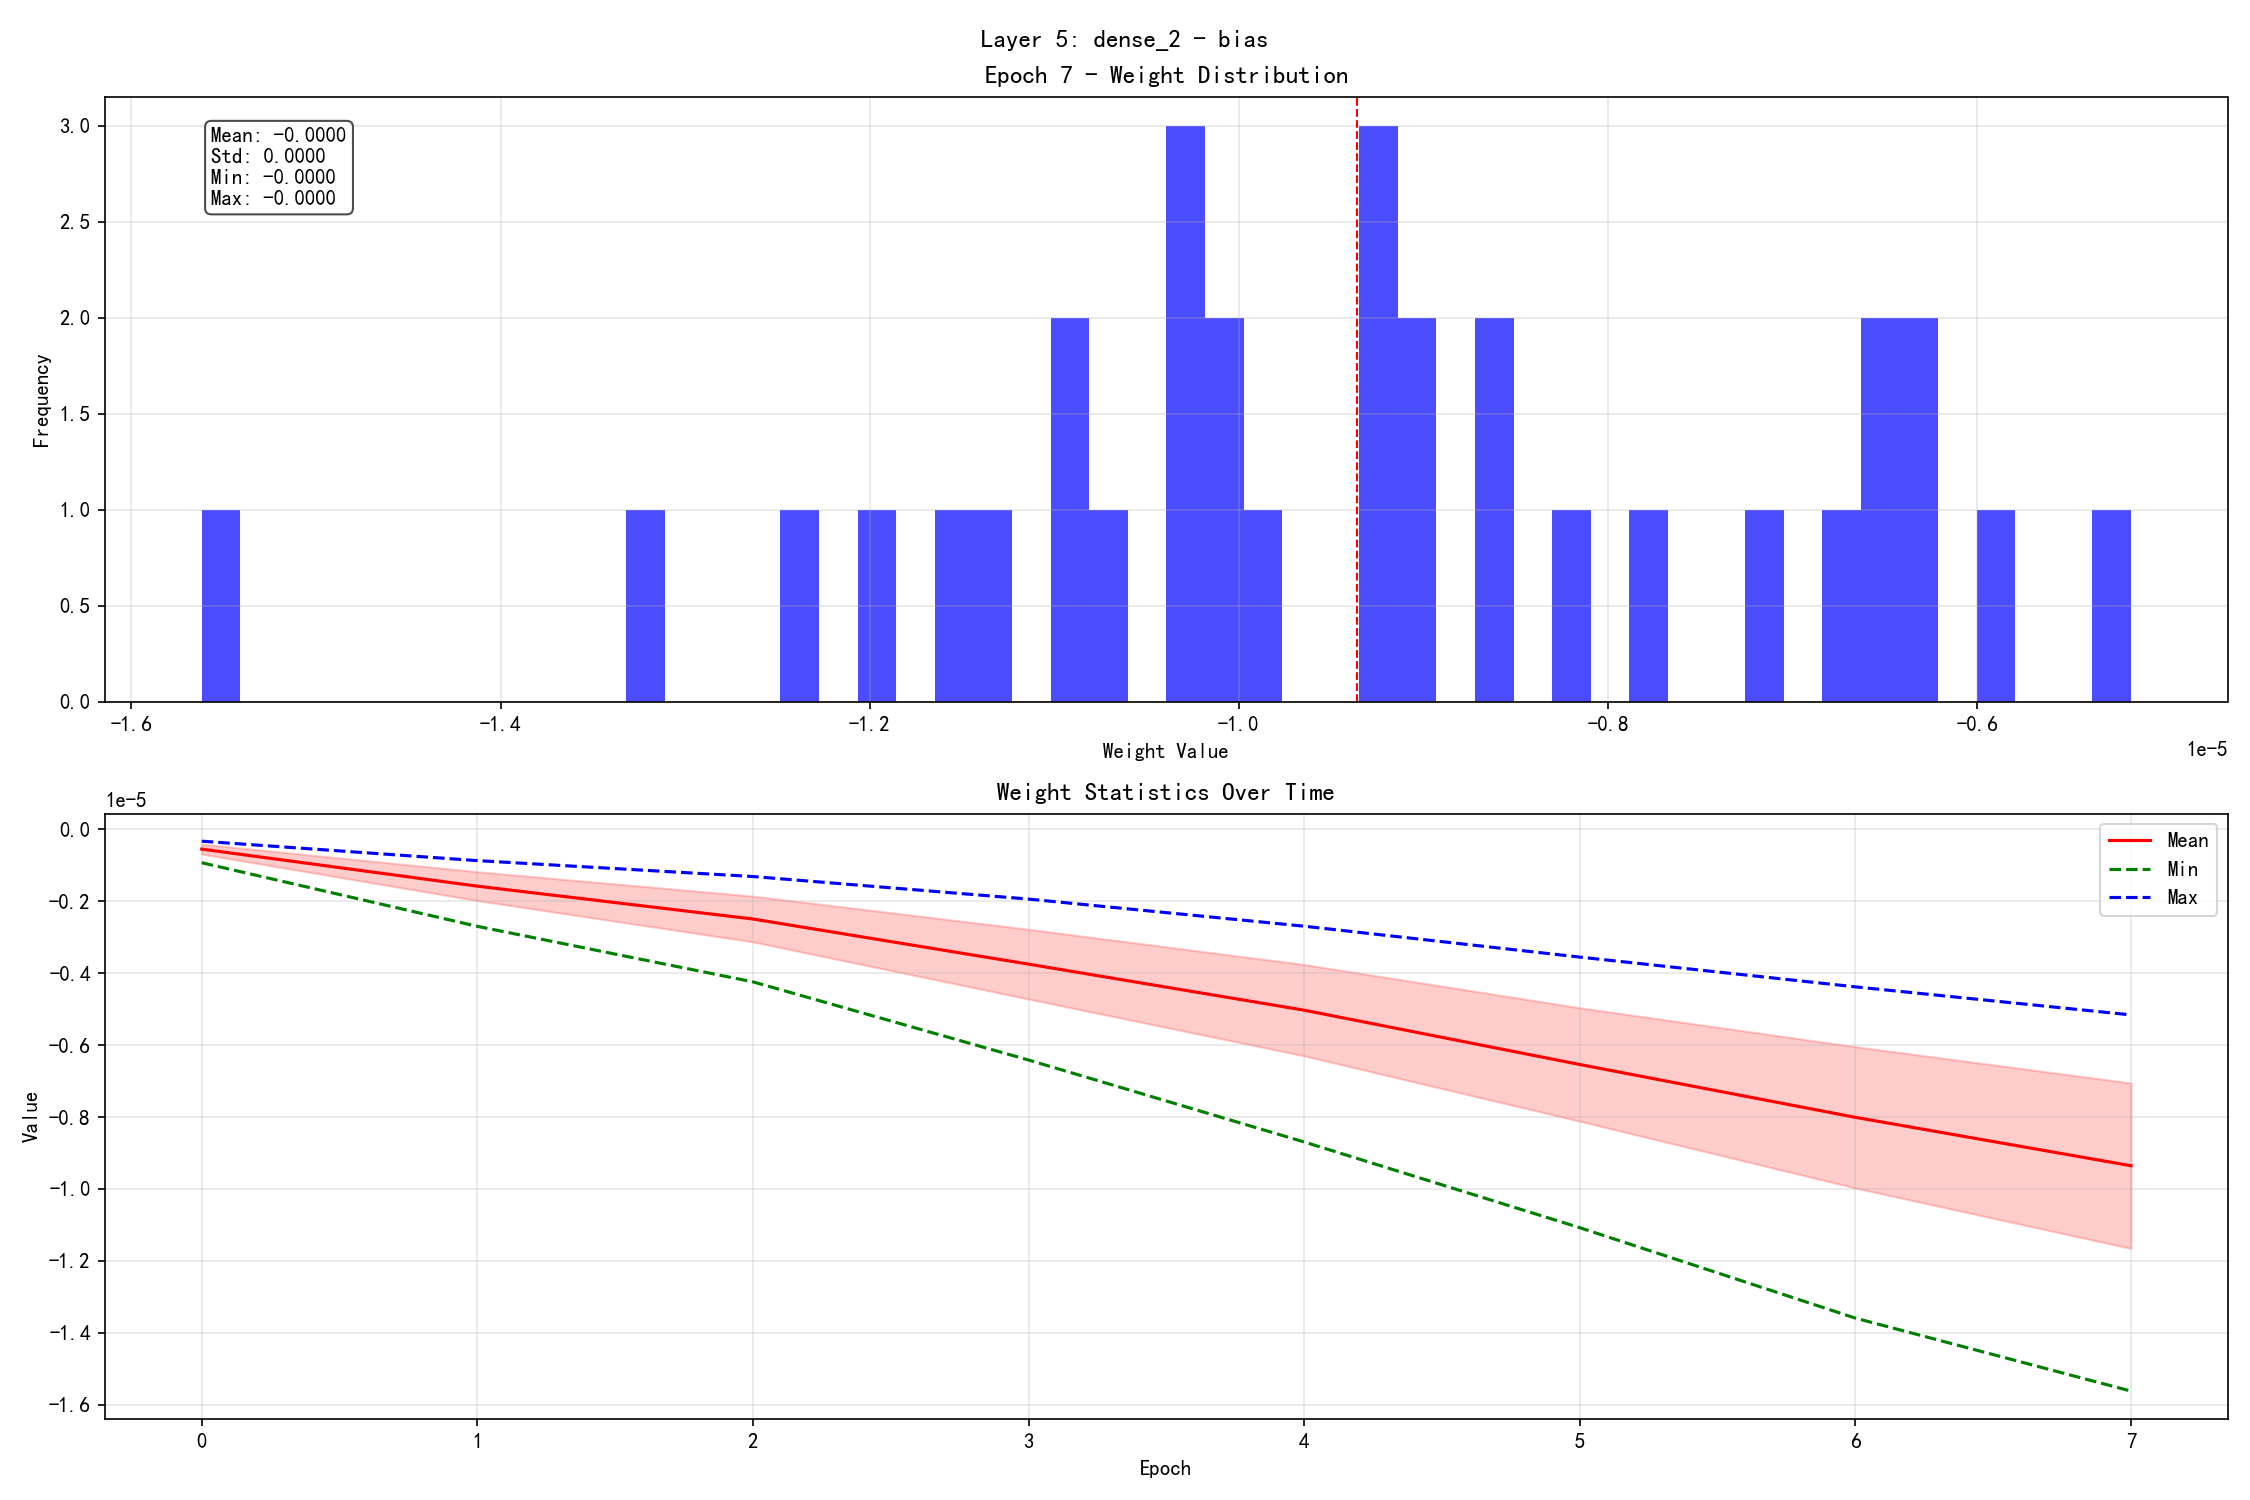 Layer 5: dense_2 - bias
Epoch 7 - Weight Distribution
Mean: -0.0000
Std: 0.0000
Min: -0.0000
Max: -0.0000
3.0
2.5
2.0
1.5
1.0
0.5
0.0
Frequency
-1.6 -1.4 -1.2 -1.0 -0.8 -0.6
1e-5
Weight Value
Weight Statistics Over Time
1e-5
0.0
-0.2
-0.4
-0.6
-0.8
-1.0
-1.2
-1.4
-1.6
Value
Mean
Min
Max
0 1 2 3 4 5 6 7
Epoch